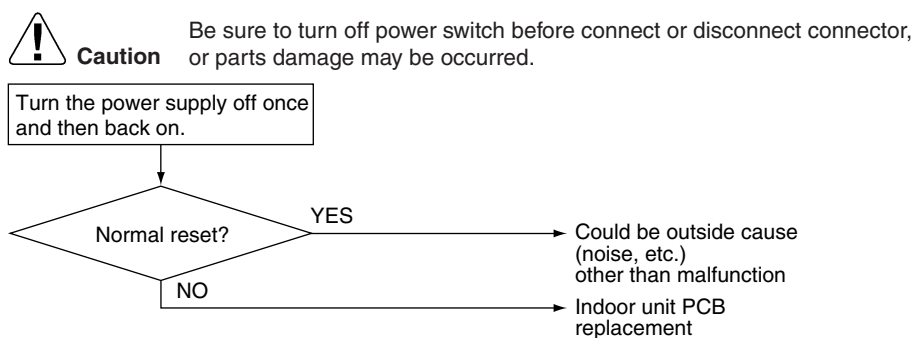 Be sure to turn off power switch before connect or disconnect connector,
Caution or parts damage may be occurred.
Turn the power supply off once
and then back on.
Normal reset?
YES
Could be outside cause
(noise, etc.)
other than malfunction
NO
Indoor unit PCB
replacement